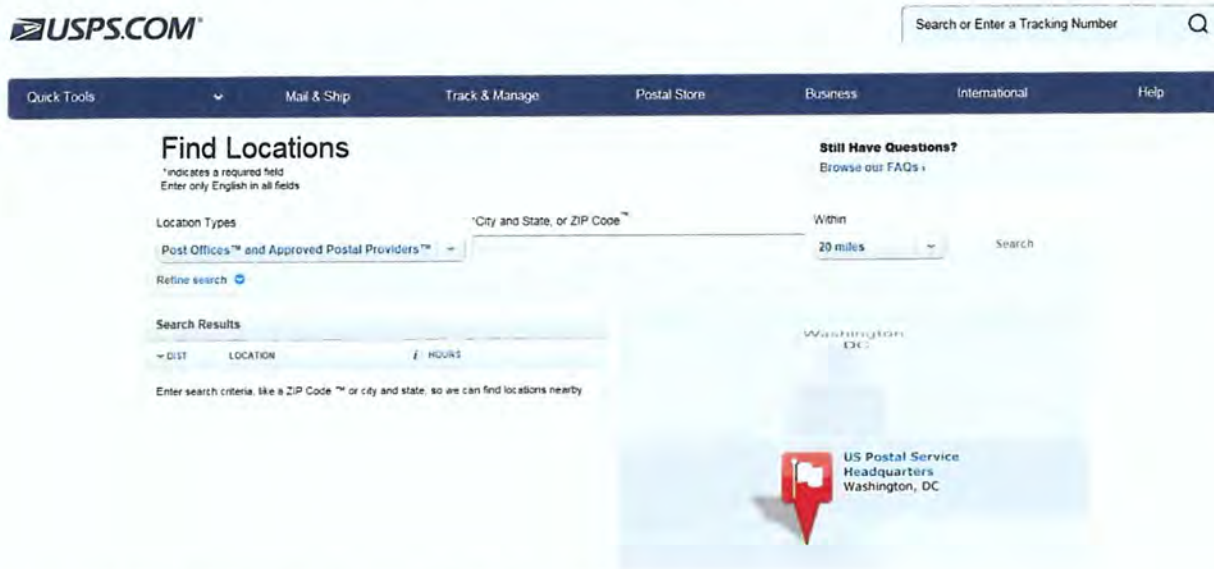 USPS.COM®
Search or Enter a Tracking Number
Quick Tools Mail & Ship Track & Manage Postal Store Business International Help
Find Locations
*indicates a required field
Enter only English in all fields
Still Have Questions?
Browse our FAQs ›
Location Types *City and State, or ZIP Code™ Within
Post Offices™ and Approved Postal Providers™ 20 miles Search
Refine search
Search Results
DIST LOCATION i HOURS
Enter search criteria, like a ZIP Code ™ or city and state, so we can find locations nearby
Washington
DC
US Postal Service
Headquarters
Washington, DC